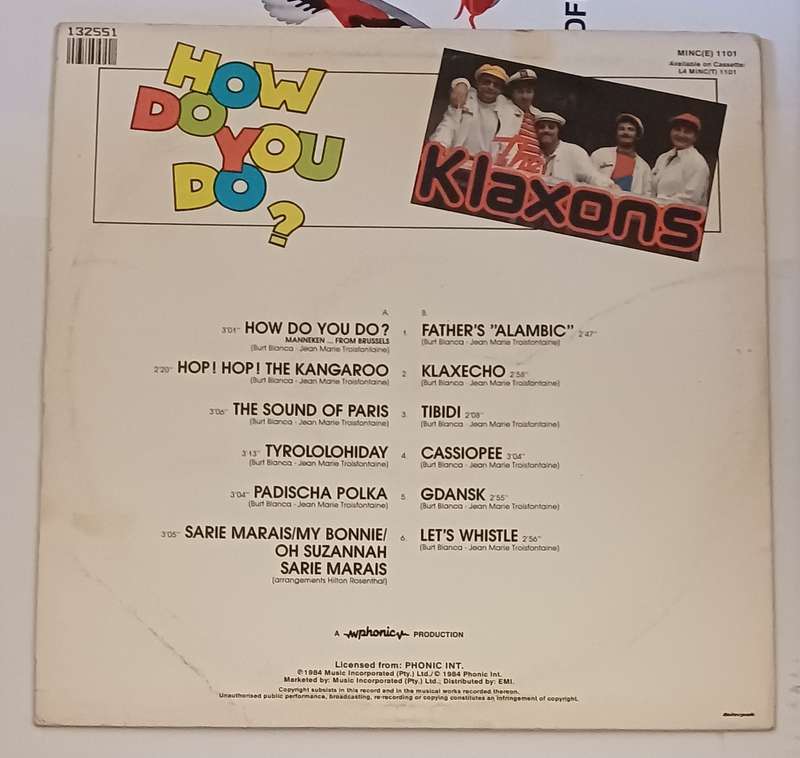 OF
132551
MINC(E) 1101
Available on Cassette:
L4 MINC(T) 1101
HOW
DO YOU
DO?
The
Klaxons
A.
3'01" HOW DO YOU DO?
MANNEKEN ... FROM BRUSSELS
(Burt Blanca - Jean Marie Troisfontaine)
2'20" HOP! HOP! THE KANGAROO
(Burt Blanca - Jean Marie Troisfontaine)
3'06" THE SOUND OF PARIS
(Burt Blanca - Jean Marie Troisfontaine)
3'13" TYROLOLOHIDAY
(Burt Blanca - Jean Marie Troisfontaine)
3'04" PADISCHA POLKA
(Burt Blanca - Jean Marie Troisfontaine)
3'05" SARIE MARAIS/MY BONNIE/
OH SUZANNAH
SARIE MARAIS
(arrangements Hilton Rosenthal)
B.
1. FATHER'S "ALAMBIC" 2'47"
(Burt Blanca - Jean Marie Troisfontaine)
2. KLAXECHO 2'58"
(Burt Blanca - Jean Marie Troisfontaine)
3. TIBIDI 2'08"
(Burt Blanca - Jean Marie Troisfontaine)
4. CASSIOPEE 3'04"
(Burt Blanca - Jean Marie Troisfontaine)
5. GDANSK 2'55"
(Burt Blanca - Jean Marie Troisfontaine)
6. LET'S WHISTLE 2'56"
(Burt Blanca - Jean Marie Troisfontaine)
A phonic PRODUCTION
Licensed from: PHONIC INT.
℗1984 Music Incorporated (Pty.) Ltd./© 1984 Phonic Int.
Marketed by: Music Incorporated (Pty.) Ltd.; Distributed by: EMI.
Copyright subsists in this record end in the musical works recorded thereon.
Unauthorised public performance, broadcasting, re-recording or copying constitutes an infringement of copyright.